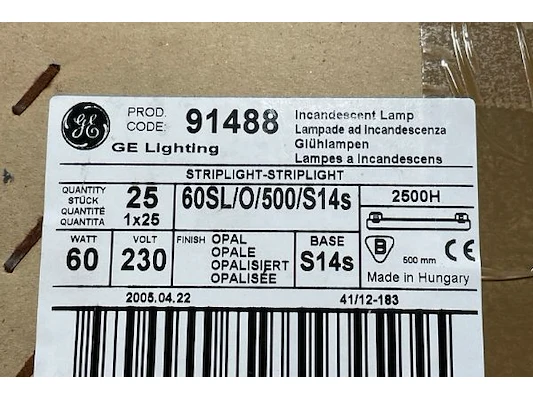 GE
GE Lighting
PROD. CODE: 91488
Incandescent Lamp
Lampade ad Incandescenza
Glühlampen
Lampes a Incandescens
STRIPLIGHT-STRIPLIGHT
QUANTITY
STÜCK
QUANTITÉ
QUANTITA
25
1x25
60SL/O/500/S14s
2500H
WATT
60
VOLT
230
FINISH
OPAL
OPALE
OPALISIERT
OPALISÉE
BASE
S14s
B
500 mm
CE
Made in Hungary
2005.04.22
41/12-183